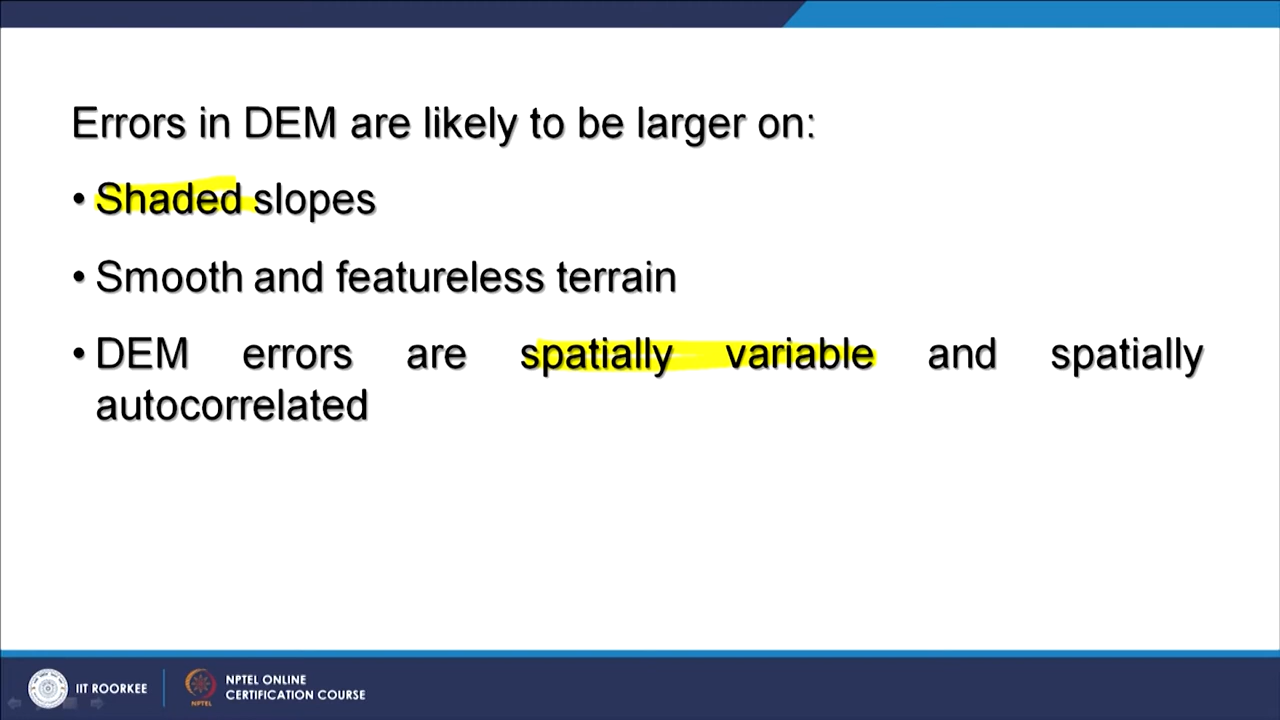 Errors in DEM are likely to be larger on:
• Shaded slopes
• Smooth and featureless terrain
• DEM errors are spatially variable and spatially
autocorrelated
IIT ROORKEE
NPTEL
NPTEL ONLINE
CERTIFICATION COURSE